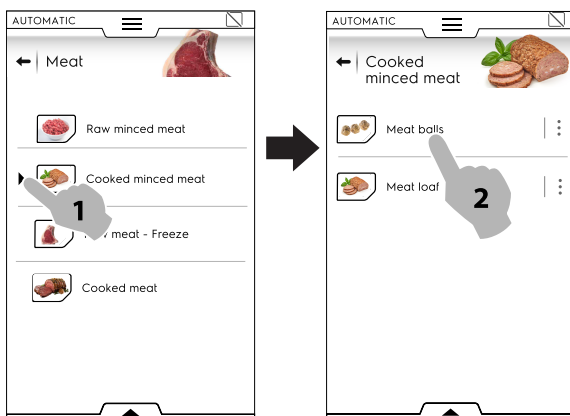 AUTOMATIC
Meat
Raw minced meat
Cooked minced meat
1
meat - Freeze
Cooked meat
AUTOMATIC
Cooked
minced meat
Meat balls
Meat loaf
2